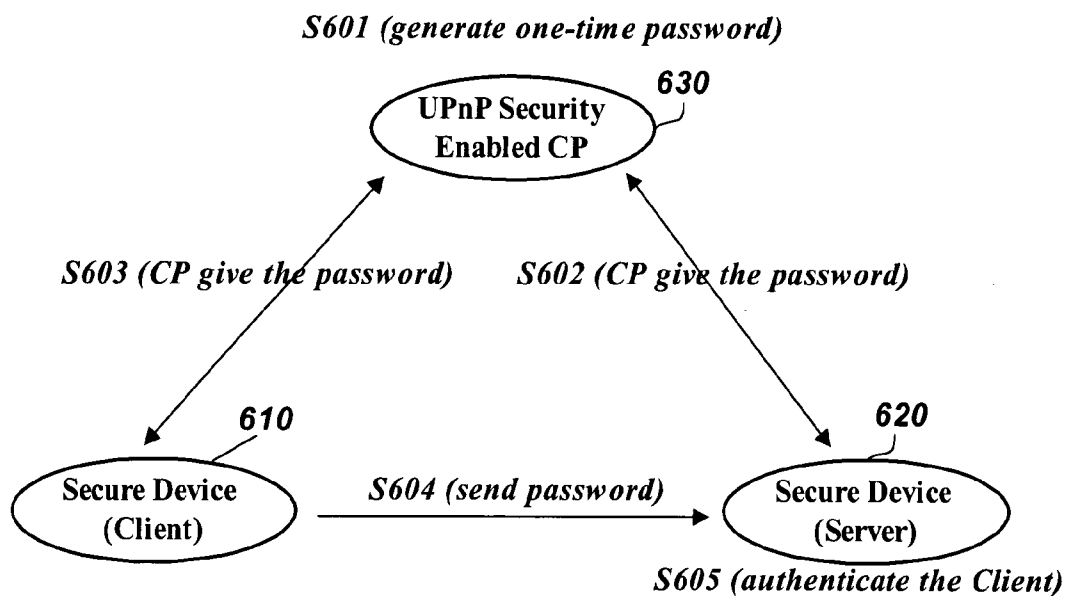 S601 (generate one-time password)
630
UPnP Security
Enabled CP
S603 (CP give the password)
S602 (CP give the password)
610
620
Secure Device
(Client)
S604 (send password)
Secure Device
(Server)
S605 (authenticate the Client)